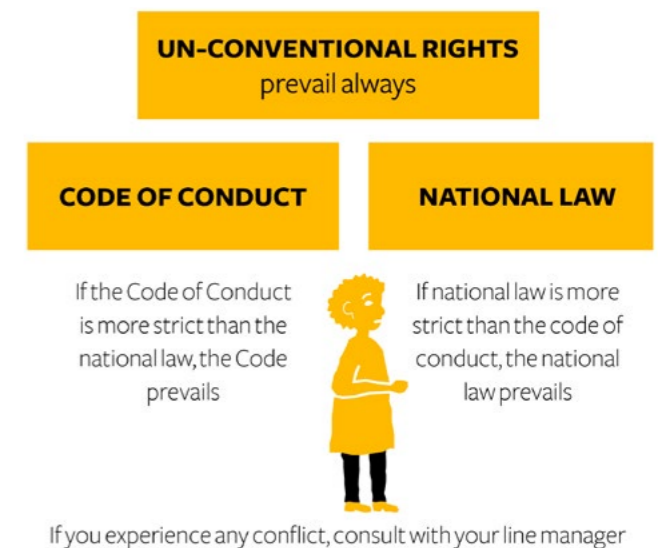 UN-CONVENTIONAL RIGHTS
prevail always
CODE OF CONDUCT
If the Code of Conduct
is more strict than the
national law, the Code
prevails
NATIONAL LAW
If national law is more
strict than the code of
conduct, the national
law prevails
If you experience any conflict, consult with your line manager